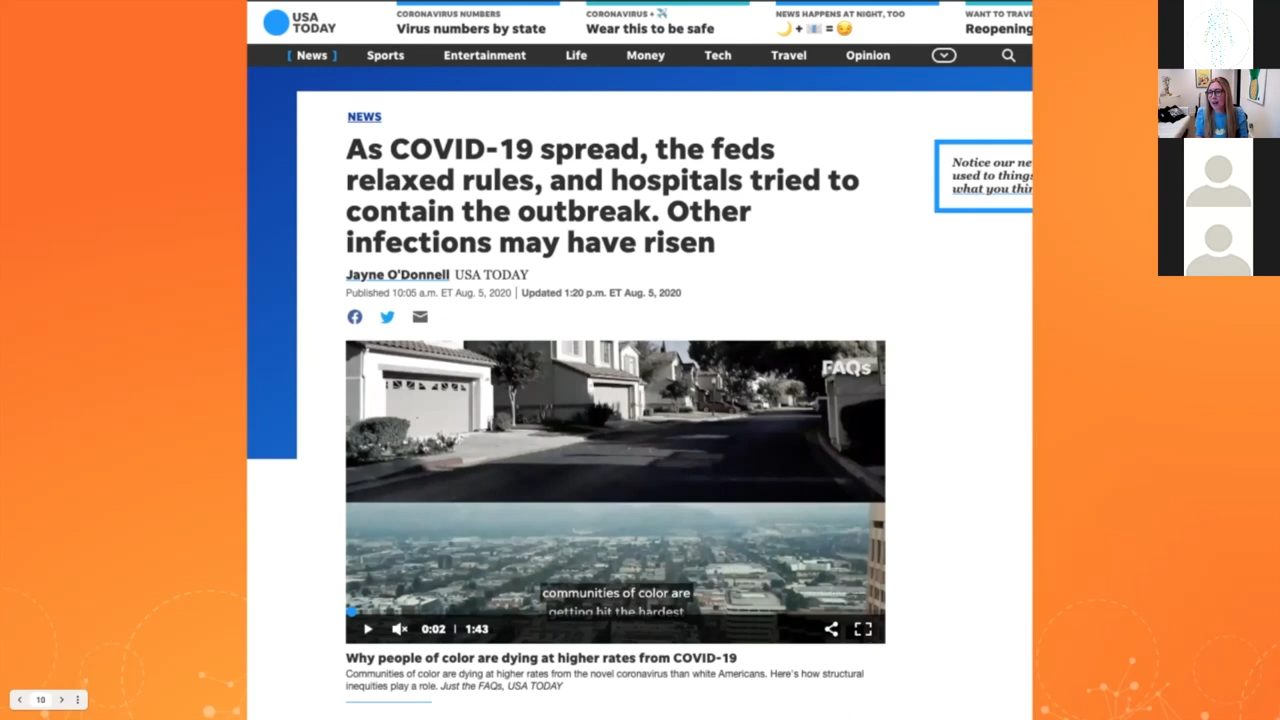 USA
TODAY
CORONAVIRUS NUMBERS
Virus numbers by state
CORONAVIRUS + ✈️
Wear this to be safe
NEWS HAPPENS AT NIGHT, TOO
🌙 + 📧 = 😉
WANT TO TRAVE
Reopening
[ News ] Sports Entertainment Life Money Tech Travel Opinion
NEWS
As COVID-19 spread, the feds
relaxed rules, and hospitals tried to
contain the outbreak. Other
infections may have risen
Jayne O'Donnell USA TODAY
Published 10:05 a.m. ET Aug. 5, 2020 | Updated 1:20 p.m. ET Aug. 5, 2020
Notice our ne
used to things
what you thin
FAQs
communities of color are
getting hit the hardest
0:02 | 1:43
Why people of color are dying at higher rates from COVID-19
Communities of color are dying at higher rates from the novel coronavirus than white Americans. Here's how structural
inequities play a role. Just the FAQs, USA TODAY
10